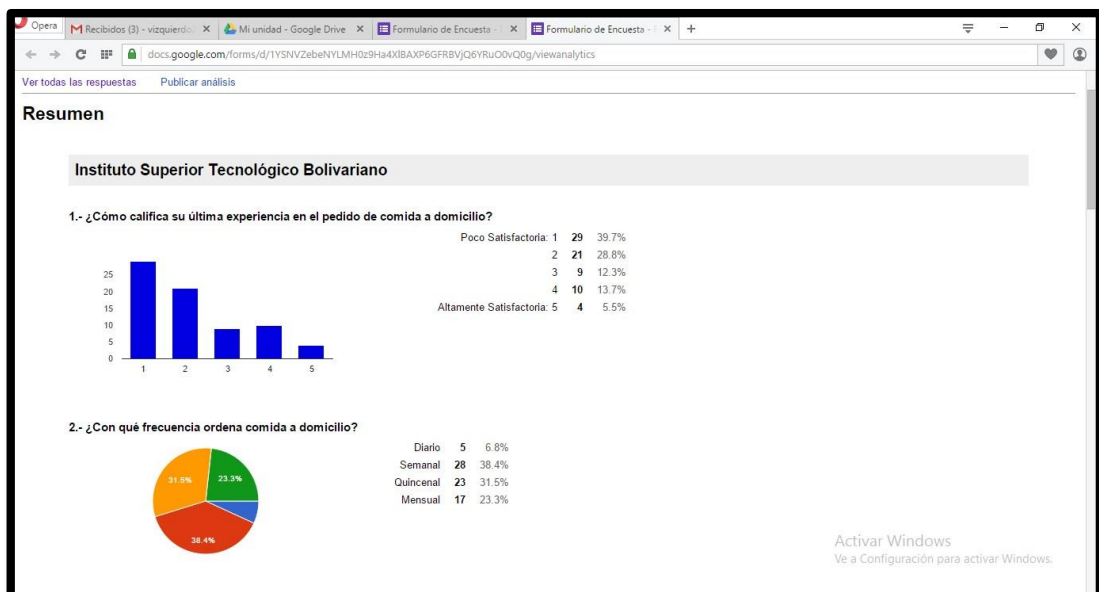 Opera
Recibidos (3) - vizquierdo
Mi unidad - Google Drive
Formulario de Encuesta -
Formulario de Encuesta -
docs.google.com/forms/d/1YSNVZebeNYLMH0z9Ha4XlBAXP6GFRBVjQ6YRuO0vQ0g/viewanalytics
Ver todas las respuestas Publicar análisis
Resumen
Instituto Superior Tecnológico Bolivariano
1.- ¿Cómo califica su última experiencia en el pedido de comida a domicilio?
Poco Satisfactoria: 1 29 39.7%
2 21 28.8%
3 9 12.3%
4 10 13.7%
Altamente Satisfactoria: 5 4 5.5%
25
20
15
10
5
0
1 2 3 4 5
2.- ¿Con qué frecuencia ordena comida a domicilio?
Diario 5 6.8%
Semanal 28 38.4%
Quincenal 23 31.5%
Mensual 17 23.3%
31.5% 23.3%
38.4%
Activar Windows
Ve a Configuración para activar Windows.